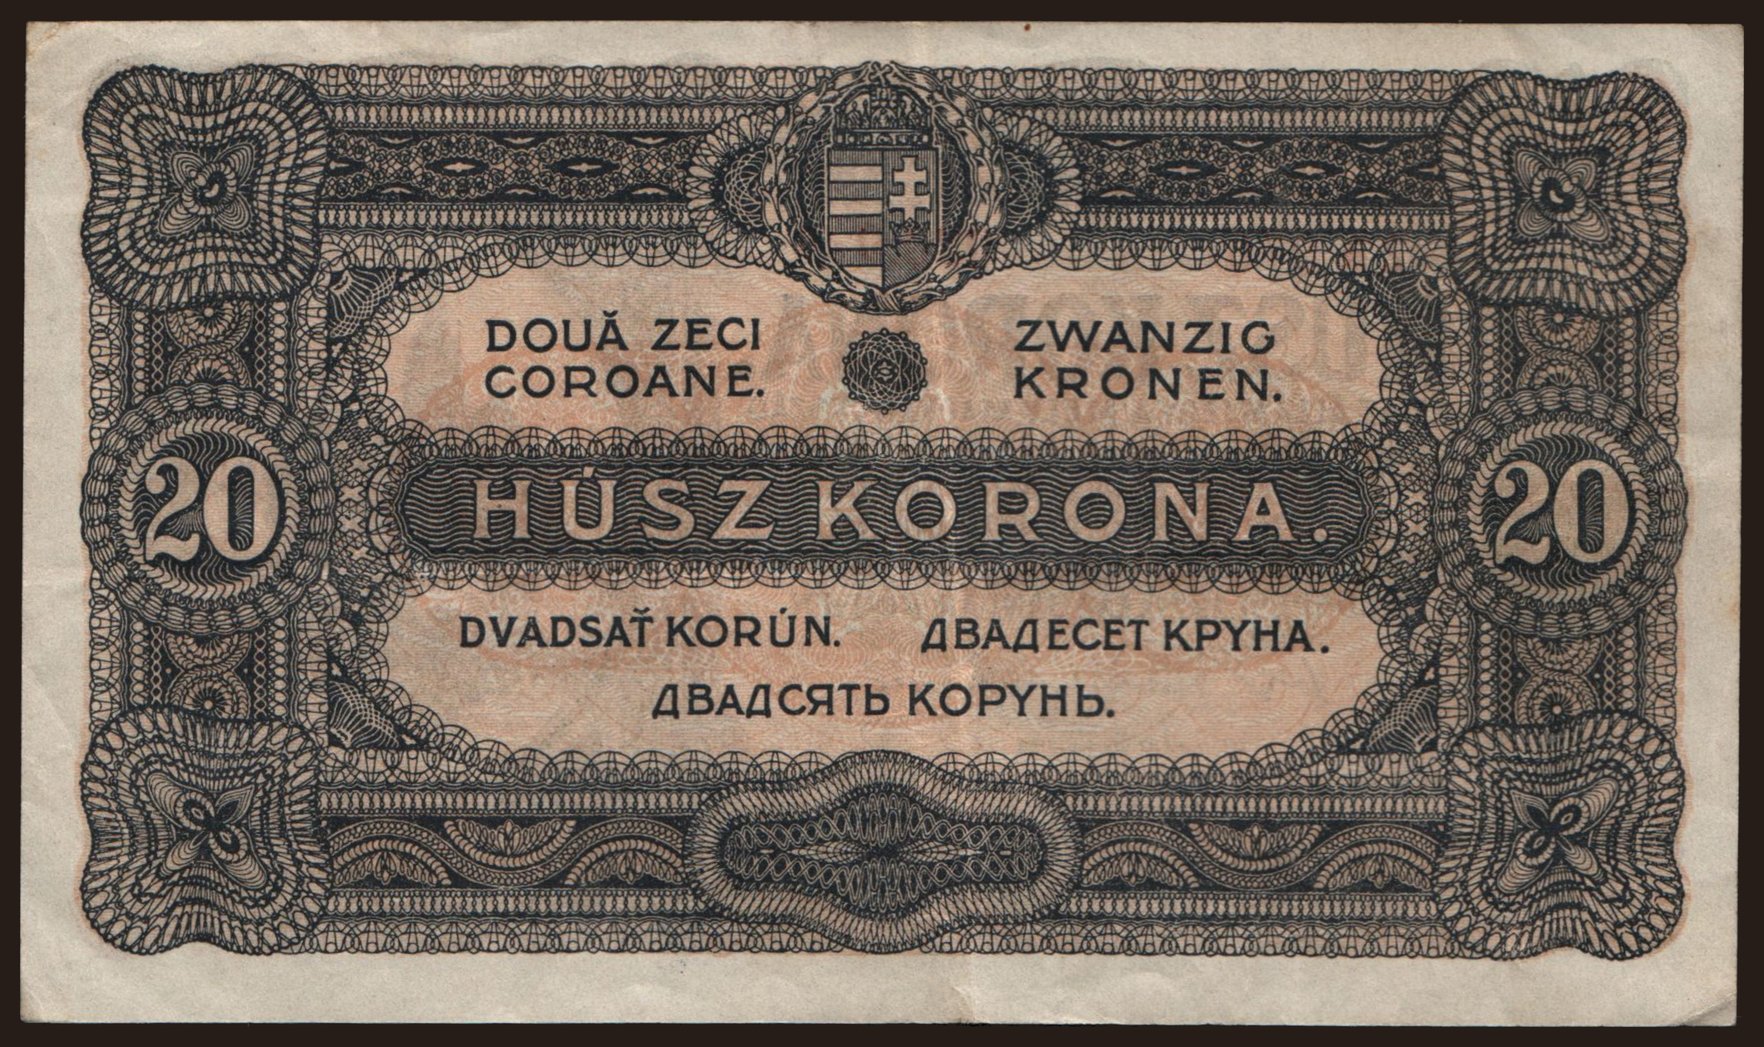 DOUĂ ZECI
COROANE.
ZWANZIG
KRONEN.
20
HÚSZ KORONA.
20
DVADSAŤ KORÚN.
ДВАДЕСЕТ КРУНА.
ДВАДСЯТЬ КОРУНЬ.